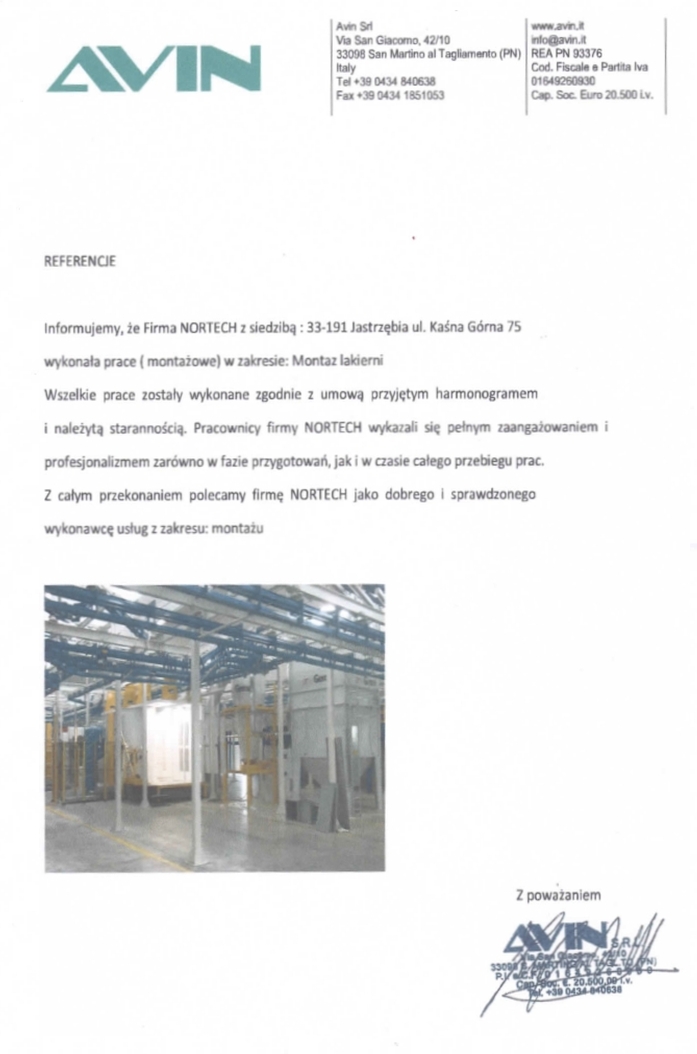 AVIN
Avin Srl
Via San Giacomo, 42/10
33098 San Martino al Tagliamento (PN)
Italy
Tel +39 0434 840638
Fax +39 0434 1851053
www.avin.it
info@avin.it
REA PN 93376
Cod. Fiscale e Partita Iva
01649260930
Cap. Soc. Euro 20.500 i.v.
REFERENCJE
Informujemy, że Firma NORTECH z siedzibą : 33-191 Jastrzębia ul. Kaśna Górna 75
wykonała prace ( montażowe) w zakresie: Montaz lakierni
Wszelkie prace zostały wykonane zgodnie z umową przyjętym harmonogramem
i należytą starannością. Pracownicy firmy NORTECH wykazali się pełnym zaangażowaniem i
profesjonalizmem zarówno w fazie przygotowań, jak i w czasie całego przebiegu prac.
Z całym przekonaniem polecamy firmę NORTECH jako dobrego i sprawdzonego
wykonawcę usług z zakresu: montażu
Z poważaniem
AVIN S.R.L.
Via San Giacomo, 42/10
33098 S. MARTINO AL TAGL.TO (PN)
Cap. Soc. €. 20.500,00 i.v.
Tel. +39 0434 840638